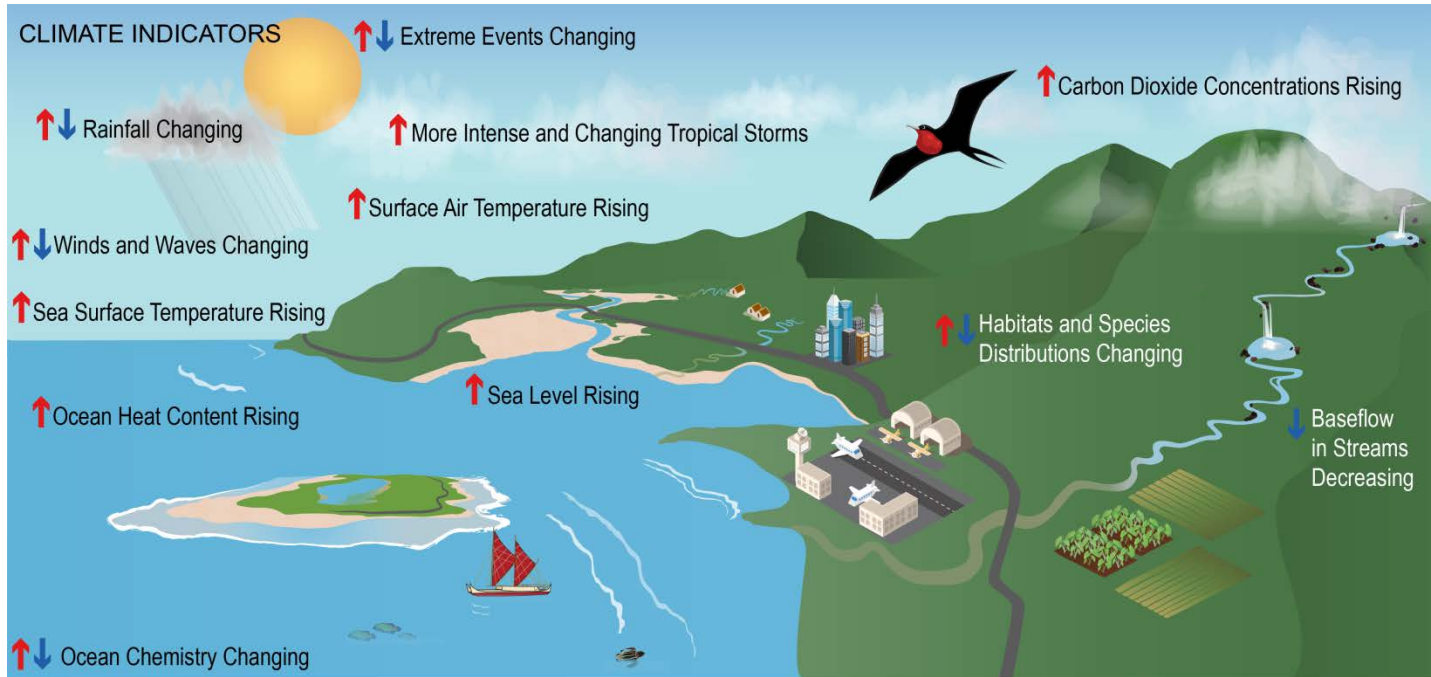 CLIMATE INDICATORS
Extreme Events Changing
Carbon Dioxide Concentrations Rising
Rainfall Changing
More Intense and Changing Tropical Storms
Surface Air Temperature Rising
Winds and Waves Changing
Sea Surface Temperature Rising
Habitats and Species
Distributions Changing
Sea Level Rising
Ocean Heat Content Rising
Baseflow
in Streams
Decreasing
Ocean Chemistry Changing